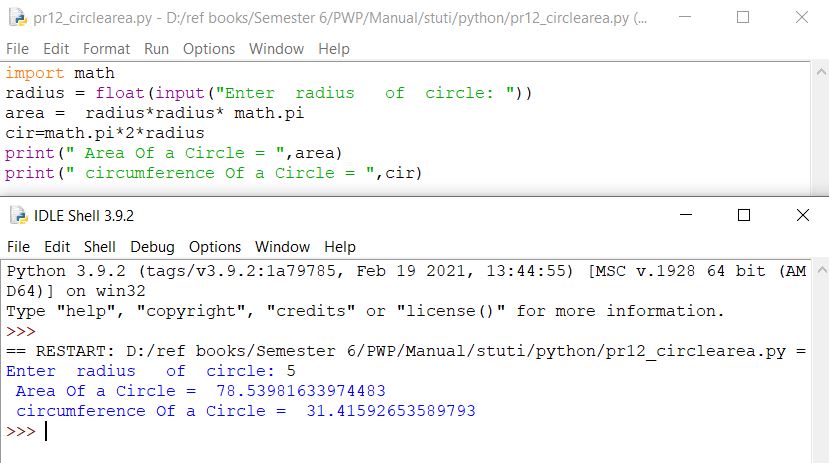 pr12_circlearea.py - D:/ref books/Semester 6/PWP/Manual/stuti/python/pr12_circlearea.py (...
File Edit Format Run Options Window Help
import math
radius = float(input("Enter  radius   of  circle: "))
area =  radius*radius* math.pi
cir=math.pi*2*radius
print(" Area Of a Circle = ",area)
print(" circumference Of a Circle = ",cir)
IDLE Shell 3.9.2
File Edit Shell Debug Options Window Help
Python 3.9.2 (tags/v3.9.2:1a79785, Feb 19 2021, 13:44:55) [MSC v.1928 64 bit (AM
D64)] on win32
Type "help", "copyright", "credits" or "license()" for more information.
>>>
== RESTART: D:/ref books/Semester 6/PWP/Manual/stuti/python/pr12_circlearea.py =
Enter  radius   of  circle: 5
 Area Of a Circle =  78.53981633974483
 circumference Of a Circle =  31.41592653589793
>>>